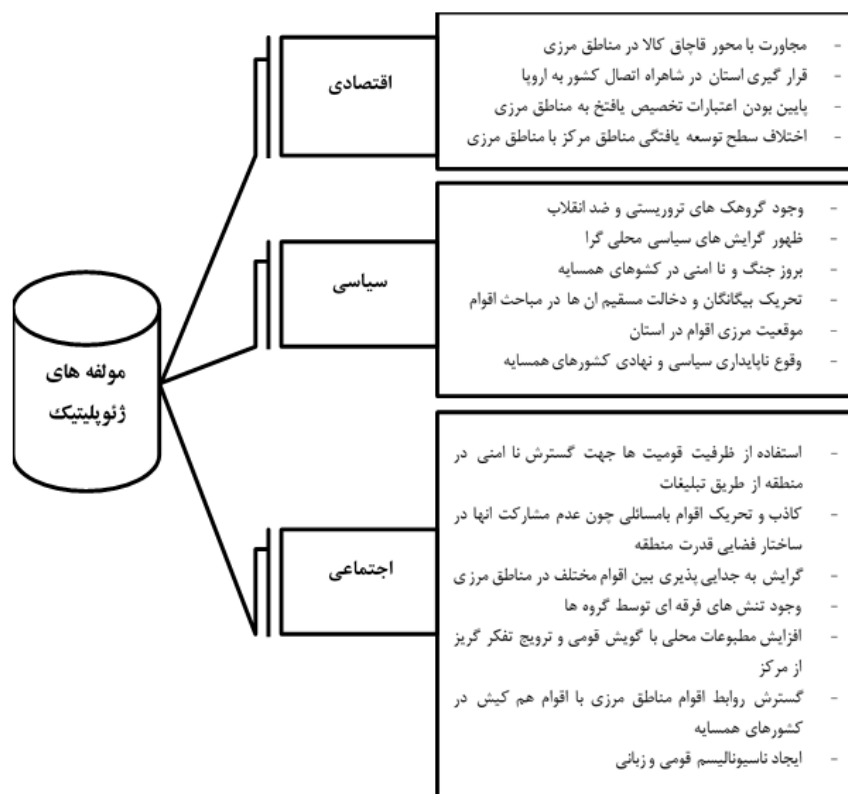 اقتصادی
- مجاورت با محور قاچاق کالا در مناطق مرزی
- قرار گیری استان در شاهراه اتصال کشور به اروپا
- پایین بودن اعتبارات تخصیص یافتخ به مناطق مرزی
- اختلاف سطح توسعه یافتگی مناطق مرکز با مناطق مرزی
سیاسی
- وجود گروهک های تروریستی و ضد انقلاب
- ظهور گرایش های سیاسی محلی گرا
- بروز جنگ و نا امنی در کشوهای همسایه
- تحریک بیگانگان و دخالت مسقیم ان ها در مباحث اقوام
- موقعیت مرزی اقوام در استان
- وقوع ناپایداری سیاسی و نهادی کشورهای همسایه
مولفه های
ژئوپلیتیک
اجتماعی
- استفاده از ظرفیت قومیت ها جهت گسترش نا امنی در
منطقه از طریق تبلیغات
- کاذب و تحریک اقوام بامسائلی چون عدم مشارکت انها در
ساختار فضایی قدرت منطقه
- گرایش به جدایی پذیری بین اقوام مختلف در مناطق مرزی
- وجود تنش های فرقه ای توسط گروه ها
- افزایش مطبوعات محلی با گویش قومی و ترویج تفکر گریز
از مرکز
- گسترش روابط اقوام مناطق مرزی با اقوام هم کیش در
کشورهای همسایه
- ایجاد ناسیونالیسم قومی و زبانی